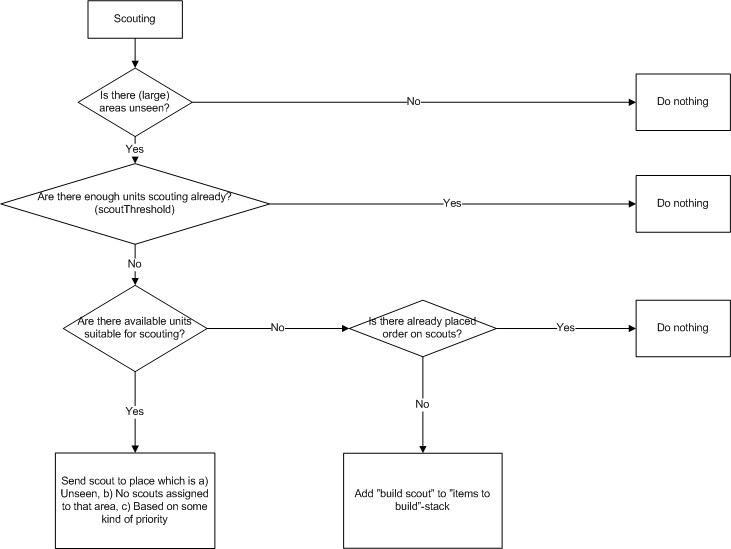 Scouting
Is there (large)
areas unseen?
No
Do nothing
Yes
Are there enough units scouting already?
(scoutThreshold)
Yes
Do nothing
No
Are there available units
suitable for scouting?
No
Is there already placed
order on scouts?
Yes
Do nothing
Yes
No
Send scout to place which is a)
Unseen, b) No scouts assigned
to that area, c) Based on some
kind of priority
Add "build scout" to "items to
build"-stack